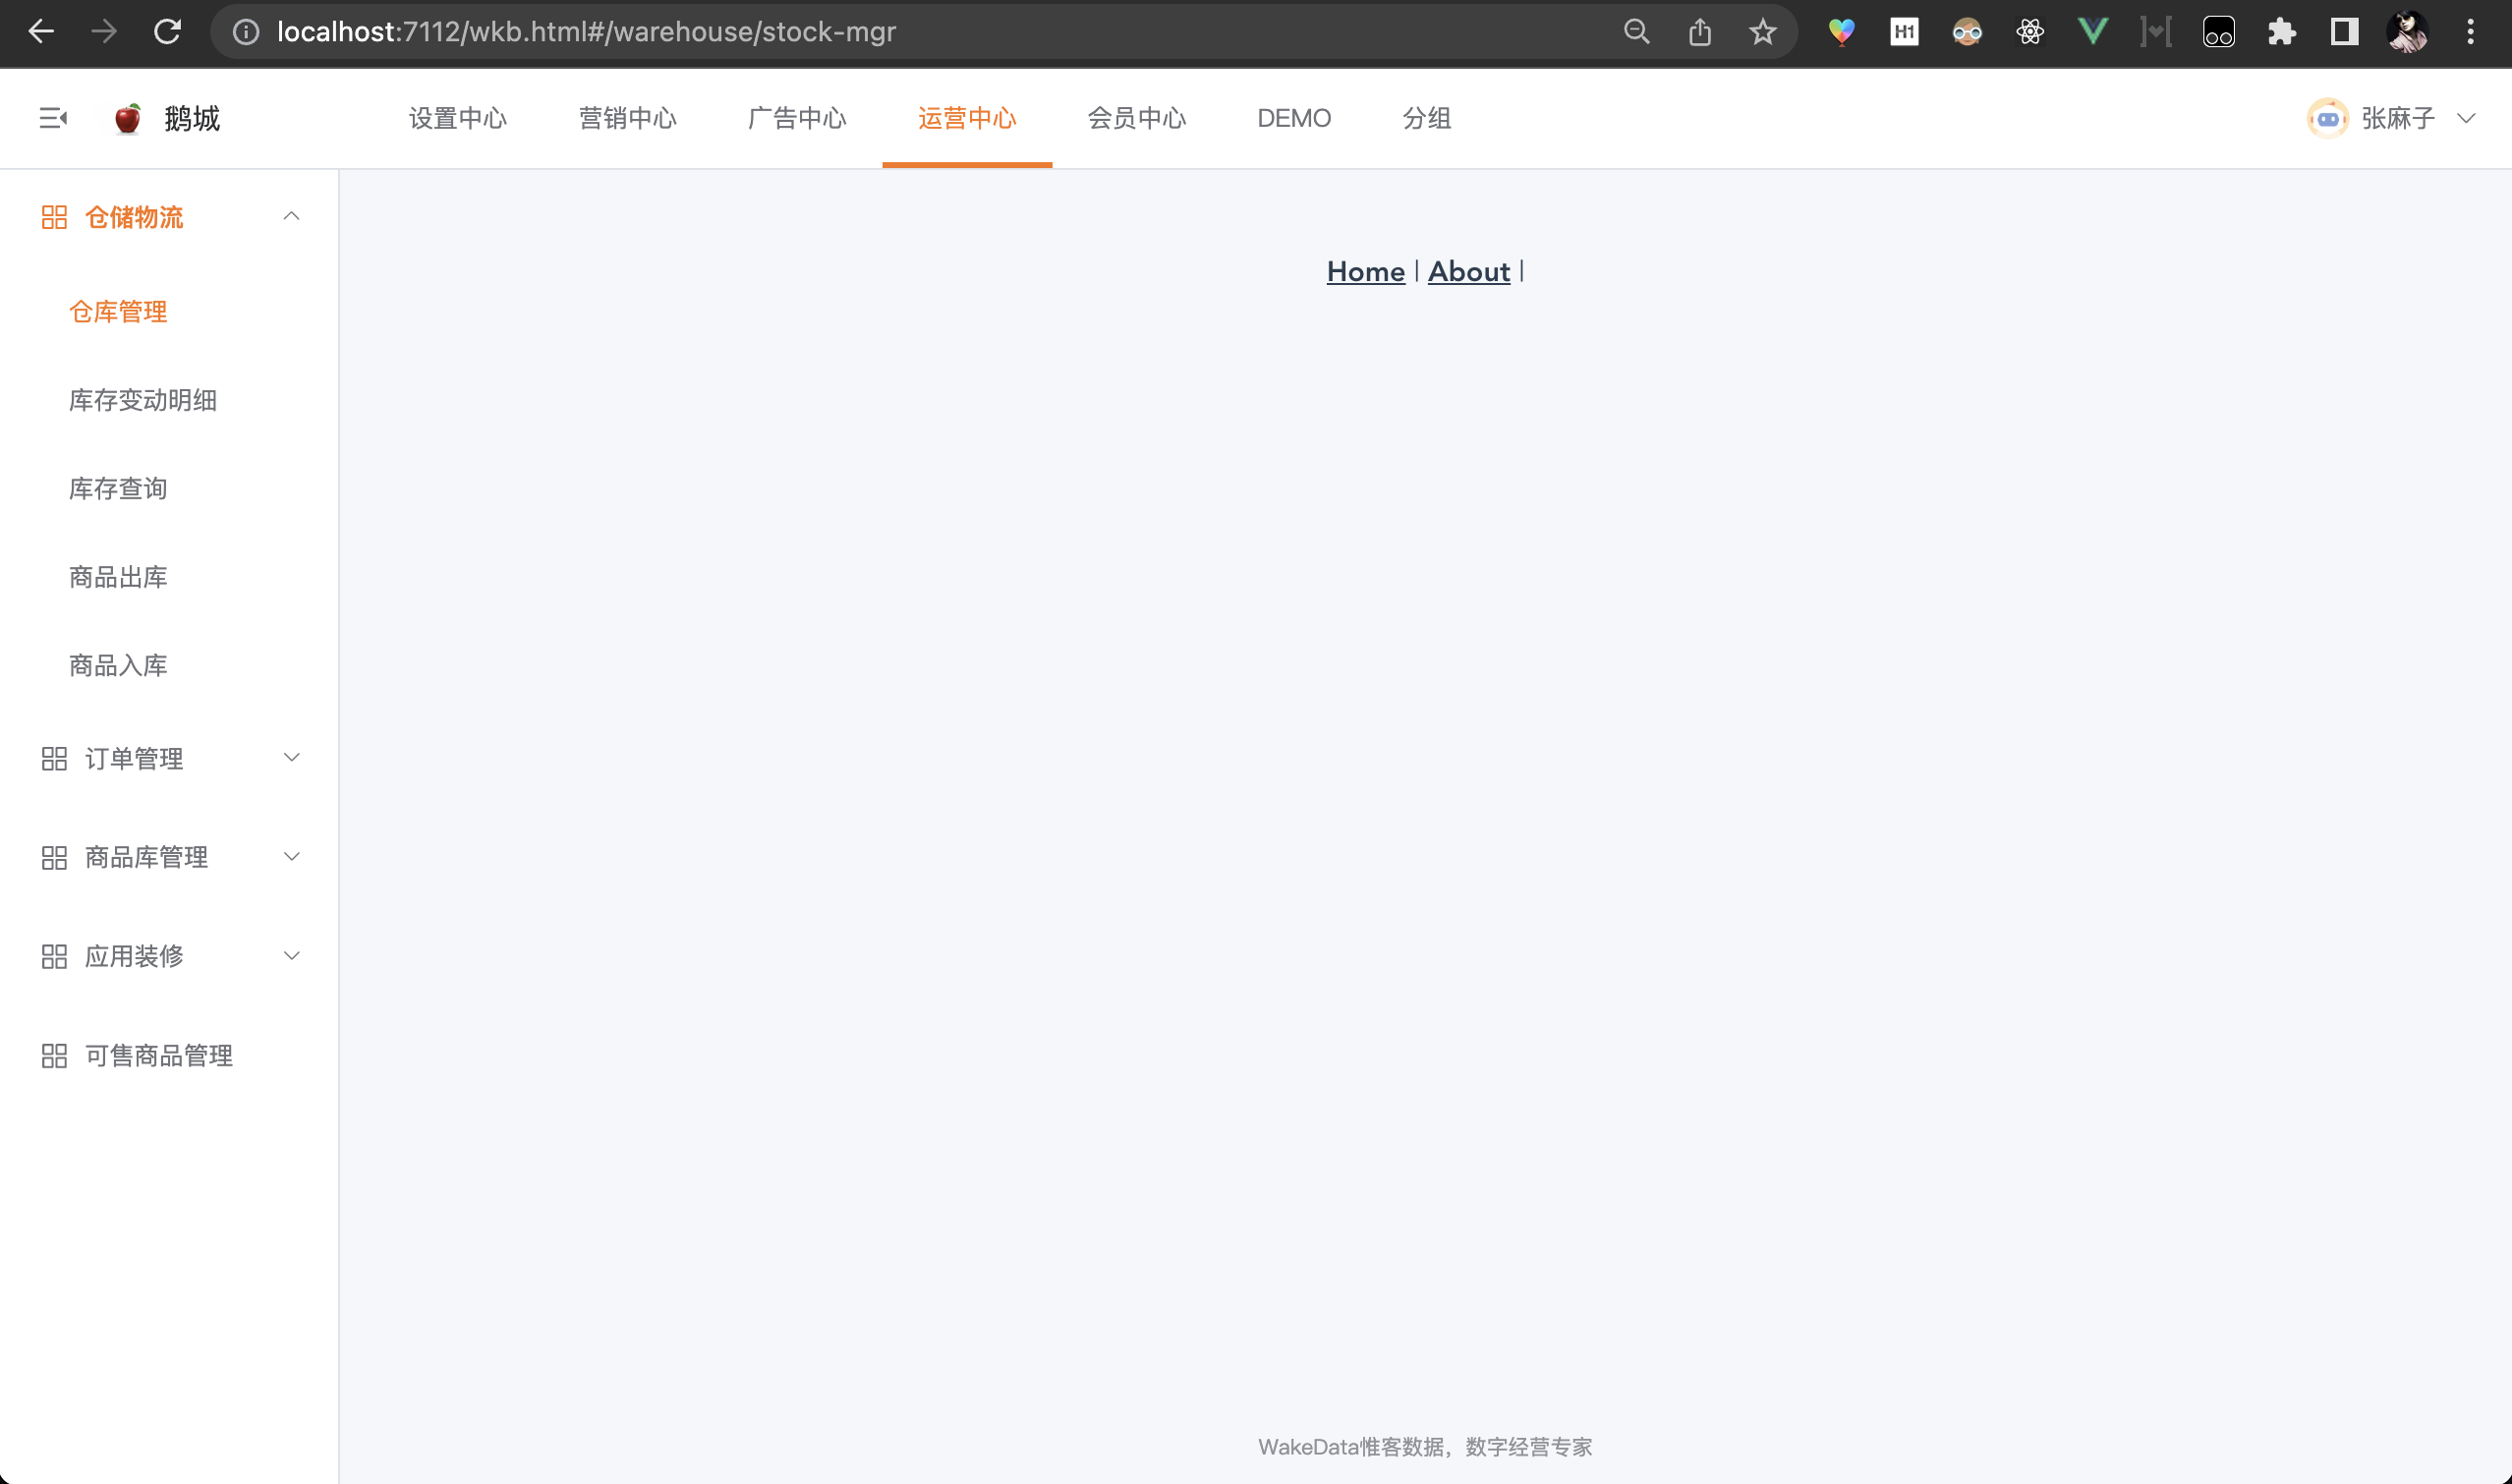 localhost:7112/wkb.html#/warehouse/stock-mgr
H1
鹅城
设置中心 营销中心 广告中心 运营中心 会员中心 DEMO 分组
张麻子
仓储物流
仓库管理
库存变动明细
库存查询
商品出库
商品入库
订单管理
商品库管理
应用装修
可售商品管理
Home | About |
WakeData惟客数据，数字经营专家